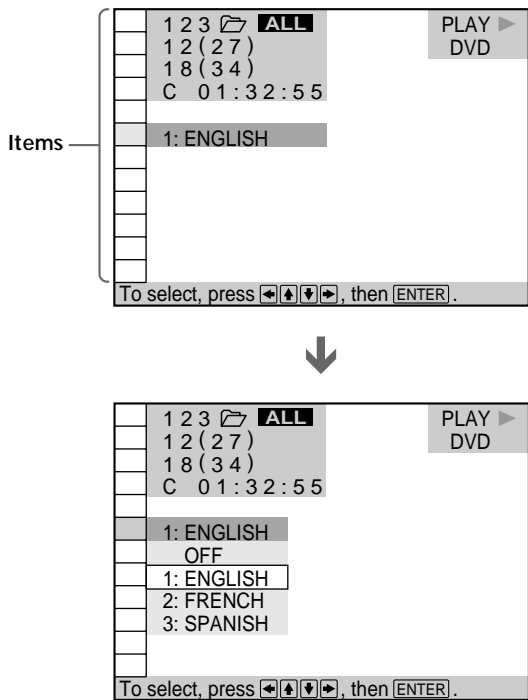 123 ALL PLAY
12(27) DVD
18(34)
C 01:32:55
Items
1: ENGLISH
To select, press , then ENTER .
123 ALL PLAY
12(27) DVD
18(34)
C 01:32:55
1: ENGLISH
OFF
1: ENGLISH
2: FRENCH
3: SPANISH
To select, press , then ENTER .